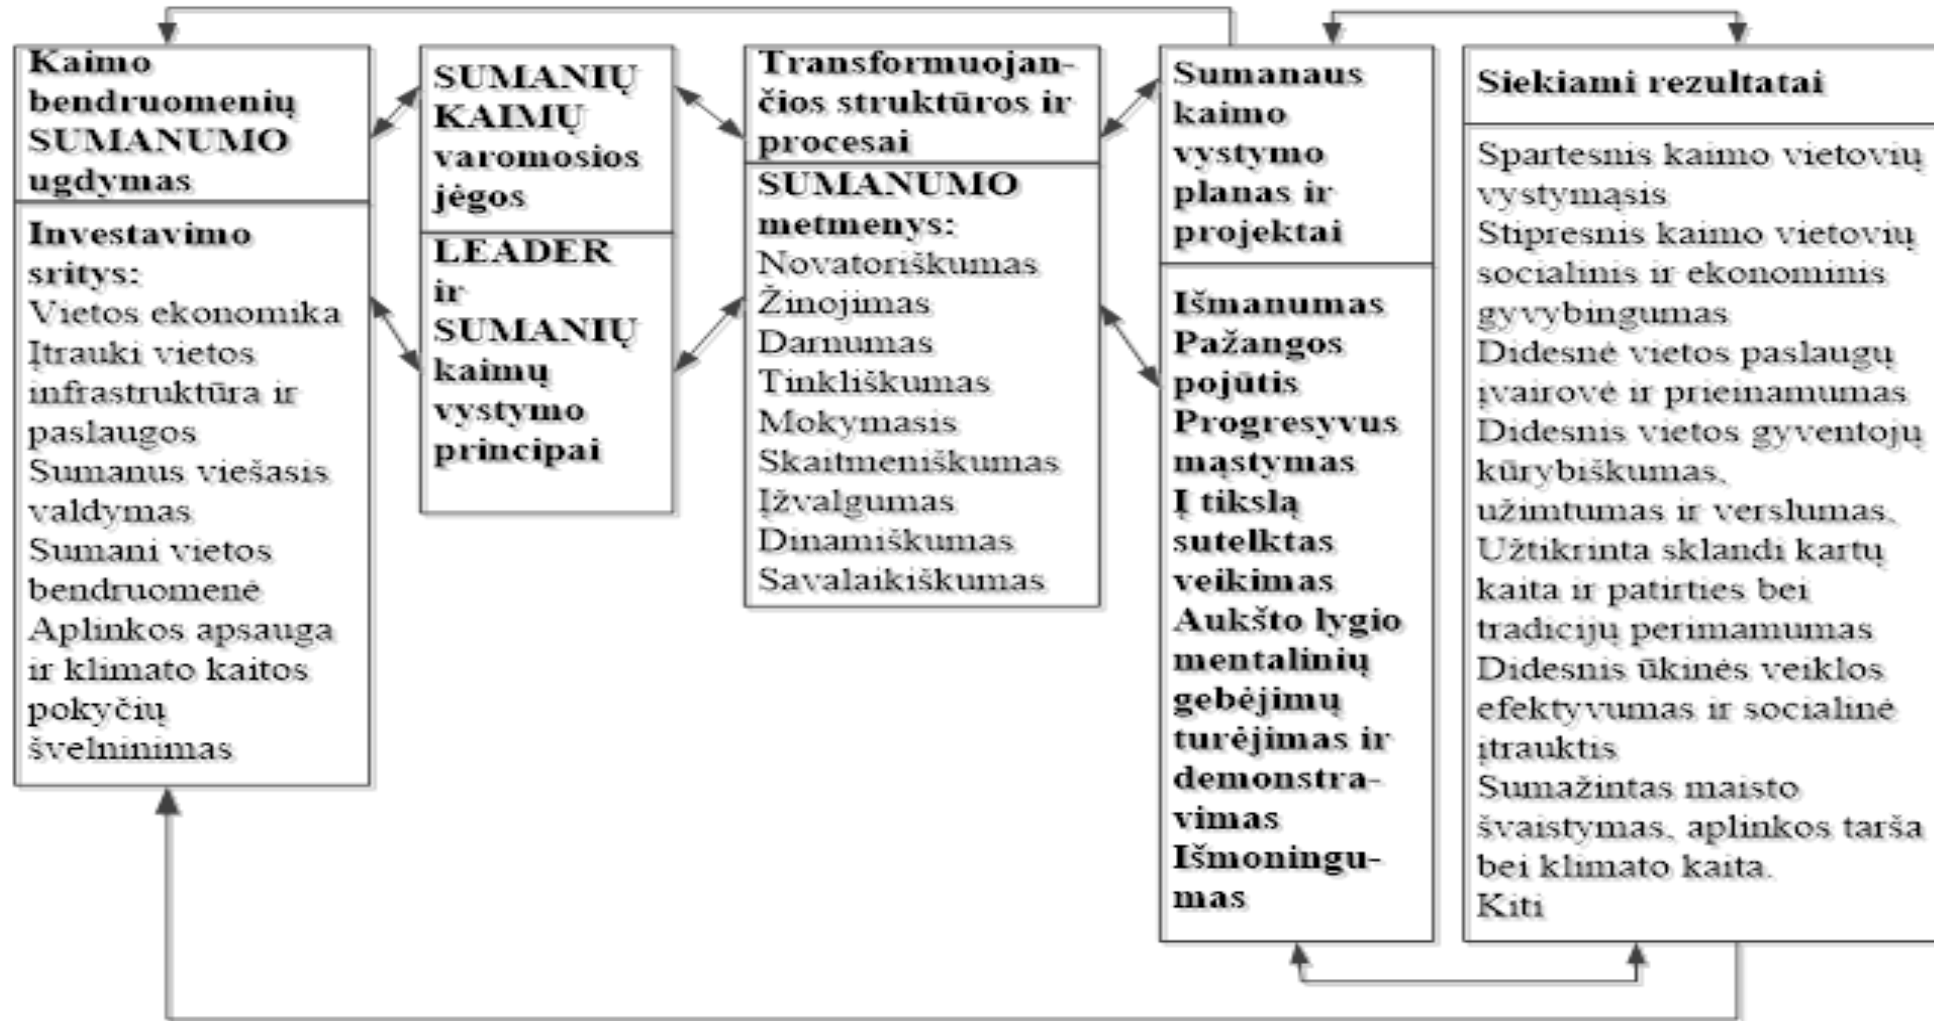 Kaimo
bendruomenių
SUMANUMO
ugdymas
Investavimo
sritys:
Vietos ekonomika
Įtrauki vietos
infrastruktūra ir
paslaugos
Sumanus viešasis
valdymas
Sumani vietos
bendruomenė
Aplinkos apsauga
ir klimato kaitos
pokyčių
švelninimas
SUMANIŲ
KAIMŲ
varomosios
jėgos
LEADER
ir
SUMANIŲ
kaimų
vystymo
principai
Transformuojan-
čios struktūros ir
procesai
SUMANUMO
metmenys:
Novatoriškumas
Žinojimas
Darnumas
Tinkliškumas
Mokymasis
Skaitmeniškumas
Įžvalgumas
Dinamiškumas
Savalaikiškumas
Sumanaus
kaimo
vystymo
planas ir
projektai
Išmanumas
Pažangos
pojūtis
Progresyvus
mąstymas
Į tikslą
sutelktas
veikimas
Aukšto lygio
mentalinių
gebėjimų
turėjimas ir
demonstra-
vimas
Išmoningu-
mas
Siekiami rezultatai
Spartesnis kaimo vietovių
vystymąsis
Stipresnis kaimo vietovių
socialinis ir ekonominis
gyvybingumas
Didesnė vietos paslaugų
įvairovė ir prieinamumas
Didesnis vietos gyventojų
kūrybiškumas,
užimtumas ir verslumas,
Užtikrinta sklandi kartų
kaita ir patirties bei
tradicijų perimamumas
Didesnis ūkinės veiklos
efektyvumas ir socialinė
įtrauktis
Sumažintas maisto
švaistymas, aplinkos tarša
bei klimato kaita.
Kiti